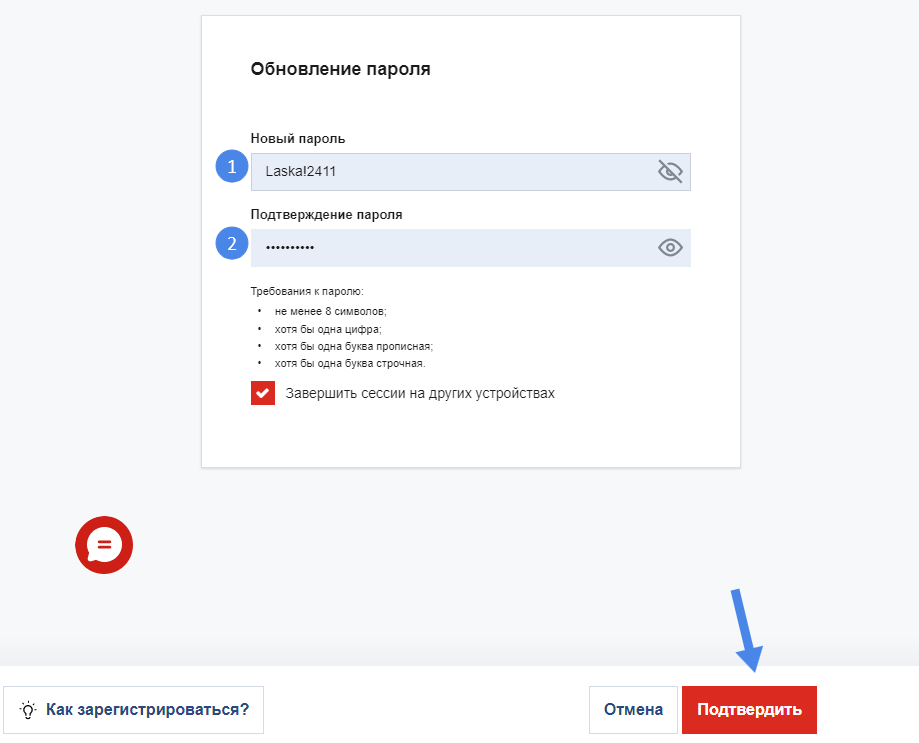 Обновление пароля
Новый пароль
1
Laska!2411
Подтверждение пароля
2
••••••••••
Требования к паролю:
• не менее 8 символов;
• хотя бы одна цифра;
• хотя бы одна буква прописная;
• хотя бы одна буква строчная.
Завершить сессии на других устройствах
Как зарегистрироваться?
Отмена
Подтвердить